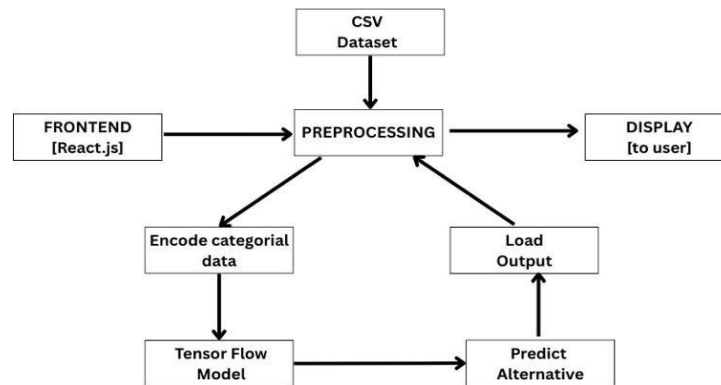 CSV
Dataset
FRONTEND
[React.js]
PREPROCESSING
DISPLAY
[to user]
Encode categorial
data
Load
Output
Tensor Flow
Model
Predict
Alternative